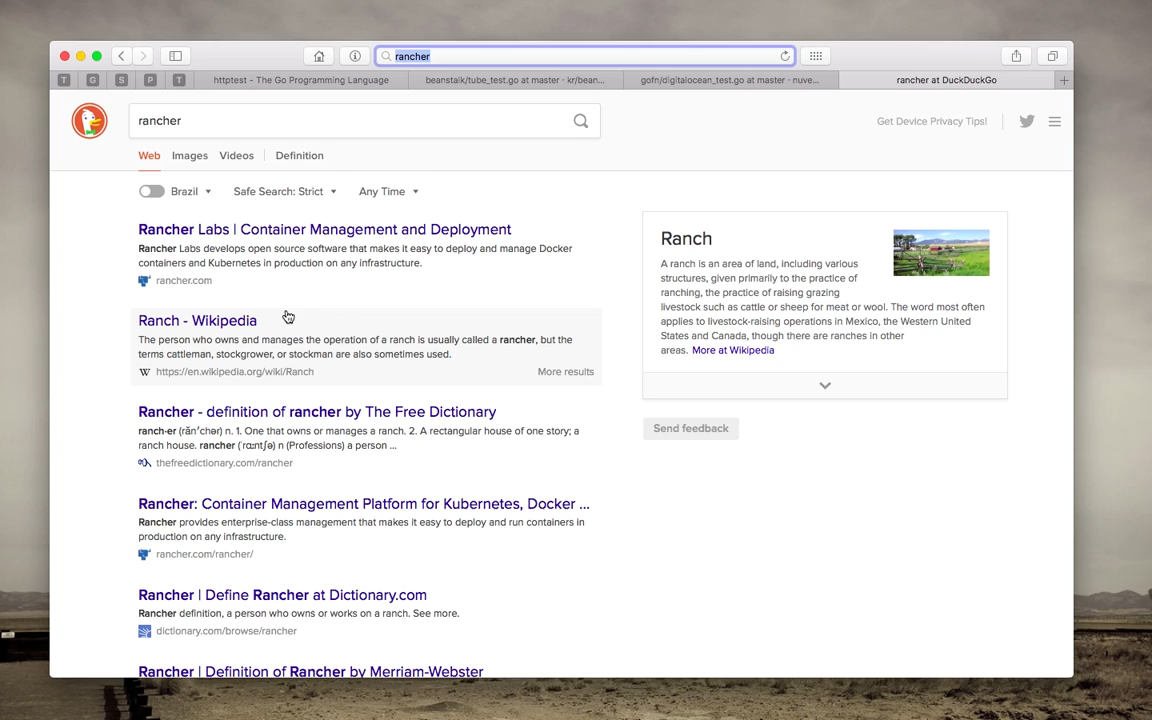 rancher
T G S P T httptest - The Go Programming Language beanstalk/tube_test.go at master · kr/bean... gofn/digitalocean_test.go at master · nuve... rancher at DuckDuckGo
rancher
Get Device Privacy Tips!
Web Images Videos Definition
Brazil Safe Search: Strict Any Time
Rancher Labs | Container Management and Deployment
Rancher Labs develops open source software that makes it easy to deploy and manage Docker
containers and Kubernetes in production on any infrastructure.
rancher.com
Ranch - Wikipedia
The person who owns and manages the operation of a ranch is usually called a rancher, but the
terms cattleman, stockgrower, or stockman are also sometimes used.
W https://en.wikipedia.org/wiki/Ranch More results
Rancher - definition of rancher by The Free Dictionary
ranch·er (răn′chər) n. 1. One that owns or manages a ranch. 2. A rectangular house of one story; a
ranch house. rancher (ˈrɑːntʃə) n (Professions) a person ...
thefreedictionary.com/rancher
Rancher: Container Management Platform for Kubernetes, Docker ...
Rancher provides enterprise-class management that makes it easy to deploy and run containers in
production on any infrastructure.
rancher.com/rancher/
Rancher | Define Rancher at Dictionary.com
Rancher definition, a person who owns or works on a ranch. See more.
dictionary.com/browse/rancher
Rancher | Definition of Rancher by Merriam-Webster
Ranch
A ranch is an area of land, including various
structures, given primarily to the practice of
ranching, the practice of raising grazing
livestock such as cattle or sheep for meat or wool. The word most often
applies to livestock-raising operations in Mexico, the Western United
States and Canada, though there are ranches in other
areas. More at Wikipedia
Send feedback